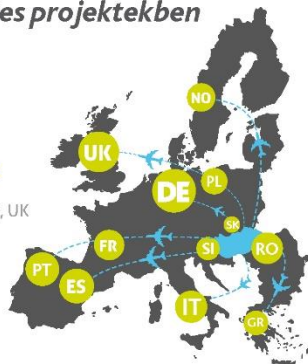 es projektekben
NO
UK
PL
DE
, UK
SK
FR
SI
RO
PT
ES
IT
GR